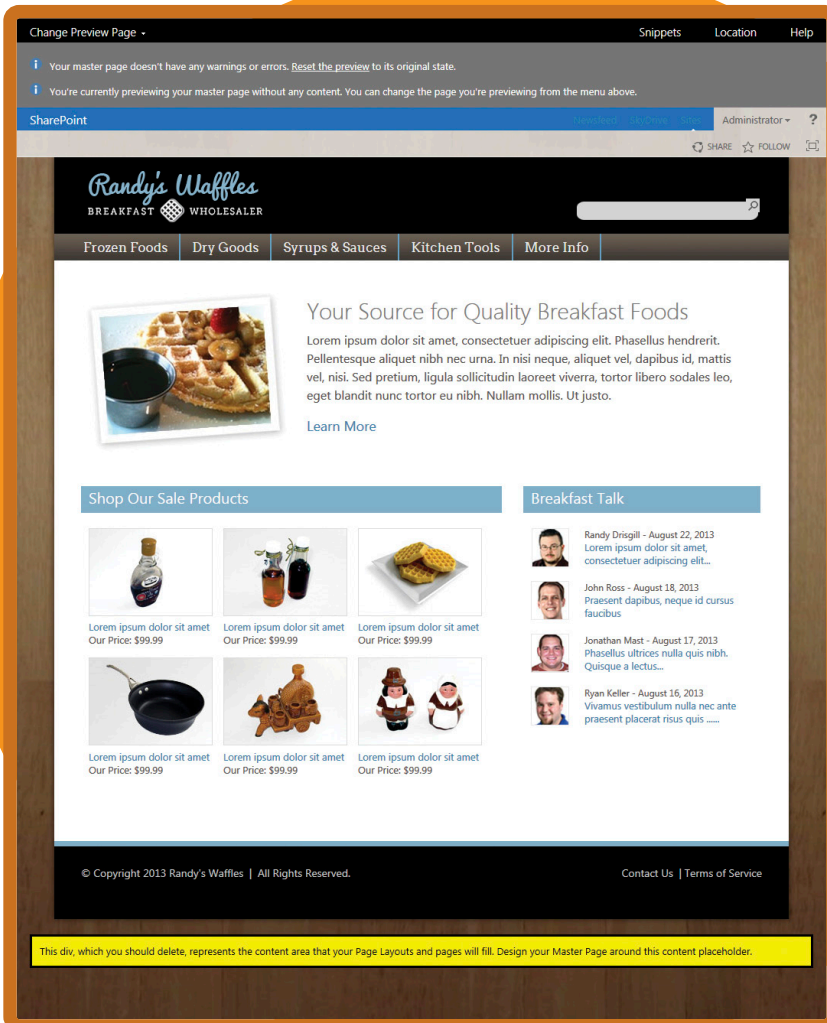 Change Preview Page
Snippets Location Help
Your master page doesn't have any warnings or errors. Reset the preview to its original state.
You're currently previewing your master page without any content. You can change the page you're previewing from the menu above.
SharePoint
Newsfeed SkyDrive Sites Administrator ?
SHARE FOLLOW
Randy's Waffles
BREAKFAST WHOLESALER
Frozen Foods Dry Goods Syrups & Sauces Kitchen Tools More Info
Your Source for Quality Breakfast Foods
Lorem ipsum dolor sit amet, consectetuer adipiscing elit. Phasellus hendrerit.
Pellentesque aliquet nibh nec urna. In nisi neque, aliquet vel, dapibus id, mattis
vel, nisi. Sed pretium, ligula sollicitudin laoreet viverra, tortor libero sodales leo,
eget blandit nunc tortor eu nibh. Nullam mollis. Ut justo.
Learn More
Shop Our Sale Products
Lorem ipsum dolor sit amet Lorem ipsum dolor sit amet Lorem ipsum dolor sit amet
Our Price: $99.99 Our Price: $99.99 Our Price: $99.99
Lorem ipsum dolor sit amet Lorem ipsum dolor sit amet Lorem ipsum dolor sit amet
Our Price: $99.99 Our Price: $99.99 Our Price: $99.99
Breakfast Talk
Randy Drisgill - August 22, 2013
Lorem ipsum dolor sit amet,
consectetuer adipiscing elit...
John Ross - August 18, 2013
Praesent dapibus, neque id cursus
faucibus
Jonathan Mast - August 17, 2013
Phasellus ultrices nulla quis nibh.
Quisque a lectus...
Ryan Keller - August 16, 2013
Vivamus vestibulum nulla nec ante
praesent placerat risus quis ......
© Copyright 2013 Randy's Waffles | All Rights Reserved.
Contact Us | Terms of Service
This div, which you should delete, represents the content area that your Page Layouts and pages will fill. Design your Master Page around this content placeholder.